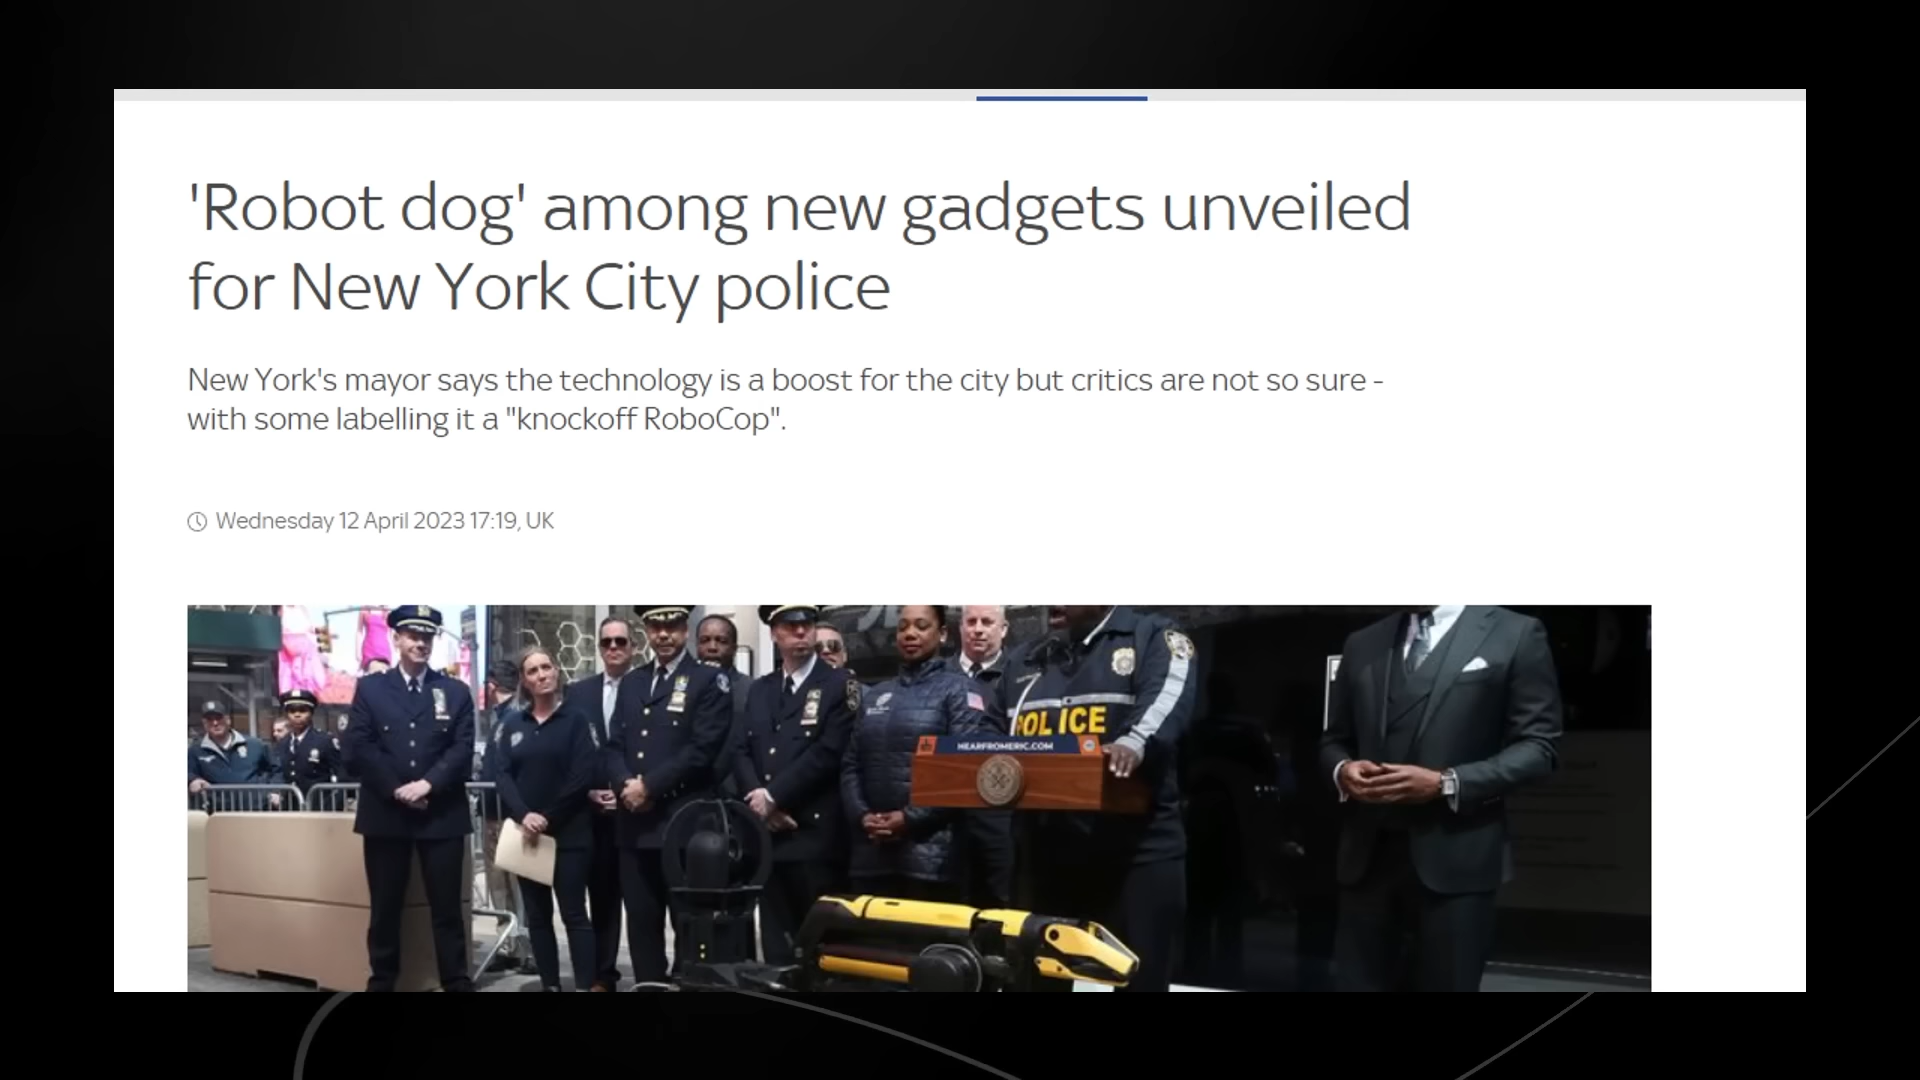 'Robot dog' among new gadgets unveiled
for New York City police
New York's mayor says the technology is a boost for the city but critics are not so sure -
with some labelling it a "knockoff RoboCop".
Wednesday 12 April 2023 17:19, UK
POLICE
HEARFROMERIC.COM